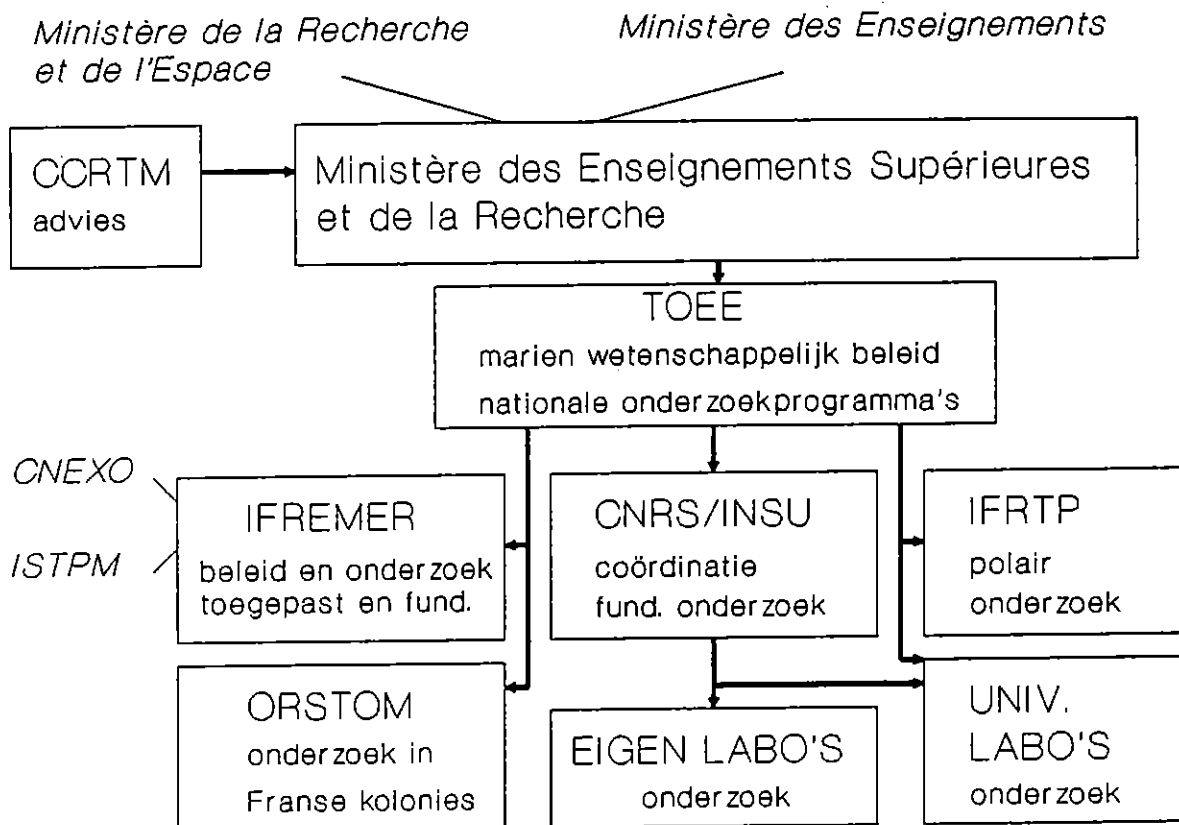 Ministère de la Recherche
et de l'Espace
Ministère des Enseignements
CCRTM
advies
Ministère des Enseignements Supérieures
et de la Recherche
TOEE
marien wetenschappelijk beleid
nationale onderzoekprogramma's
CNEXO
ISTPM
IFREMER
beleid en onderzoek
toegepast en fund.
CNRS/INSU
coördinatie
fund. onderzoek
IFRTP
polair
onderzoek
ORSTOM
onderzoek in
Franse kolonies
EIGEN LABO'S
onderzoek
UNIV.
LABO'S
onderzoek